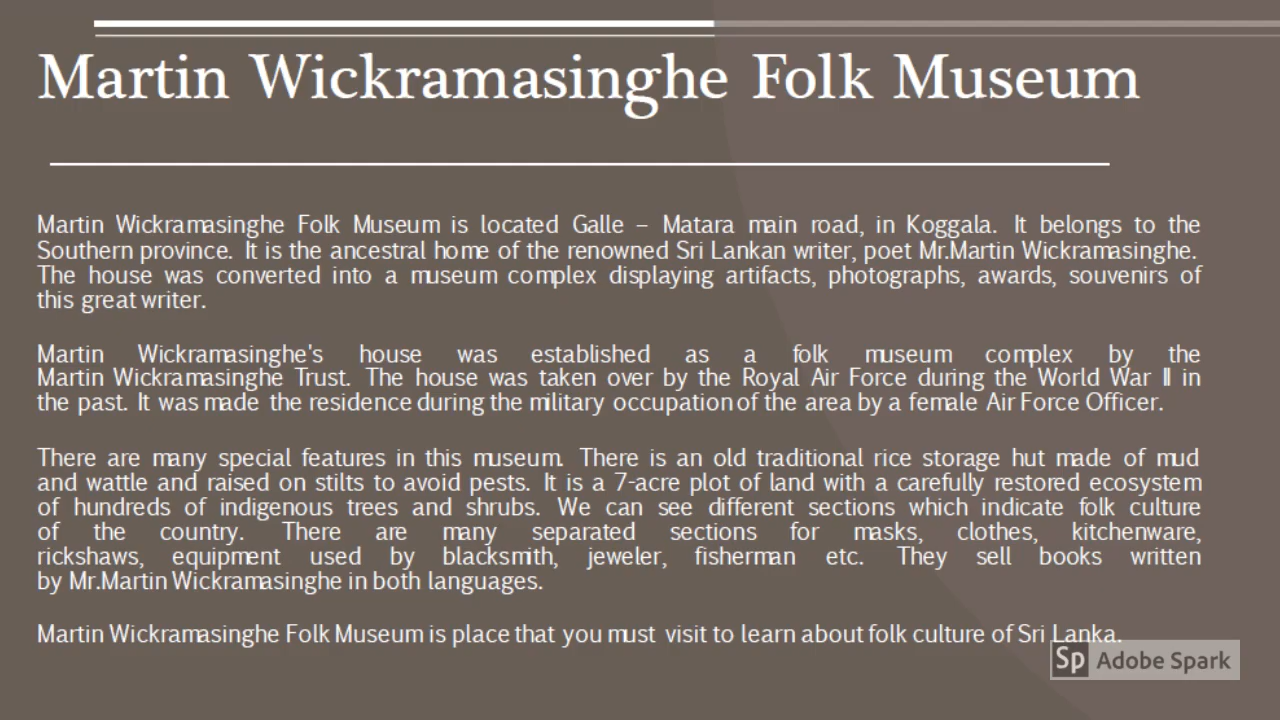 Martin Wickramasinghe Folk Museum
Martin Wickramasinghe Folk Museum is located Galle – Matara main road, in Koggala. It belongs to the
Southern province. It is the ancestral home of the renowned Sri Lankan writer, poet Mr.Martin Wickramasinghe.
The house was converted into a museum complex displaying artifacts, photographs, awards, souvenirs of
this great writer.
Martin Wickramasinghe's house was established as a folk museum complex by the
Martin Wickramasinghe Trust. The house was taken over by the Royal Air Force during the World War II in
the past. It was made the residence during the military occupation of the area by a female Air Force Officer.
There are many special features in this museum. There is an old traditional rice storage hut made of mud
and wattle and raised on stilts to avoid pests. It is a 7-acre plot of land with a carefully restored ecosystem
of hundreds of indigenous trees and shrubs. We can see different sections which indicate folk culture
of the country. There are many separated sections for masks, clothes, kitchenware,
rickshaws, equipment used by blacksmith, jeweler, fisherman etc. They sell books written
by Mr.Martin Wickramasinghe in both languages.
Martin Wickramasinghe Folk Museum is place that you must visit to learn about folk culture of Sri Lanka.
Sp Adobe Spark